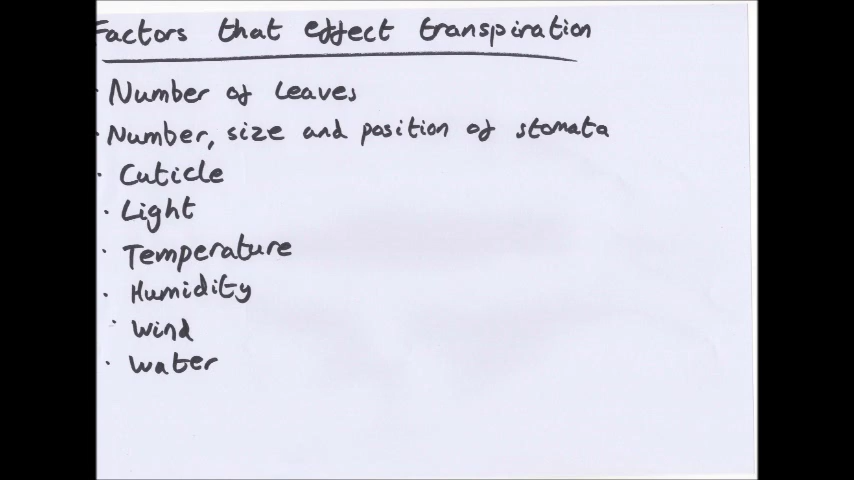 Factors that effect transpiration
· Number of leaves
· Number, size and position of stomata
· Cuticle
· Light
· Temperature
· Humidity
· Wind
· Water